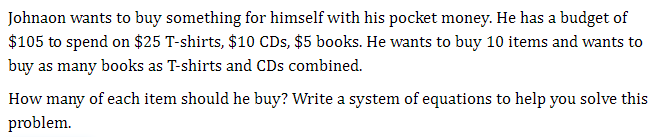 Johnaon wants to buy something for himself with his pocket money. He has a budget of
$105 to spend on $25 T-shirts, $10 CDs, $5 books. He wants to buy 10 items and wants to
buy as many books as T-shirts and CDs combined.
How many of each item should he buy? Write a system of equations to help you solve this
problem.